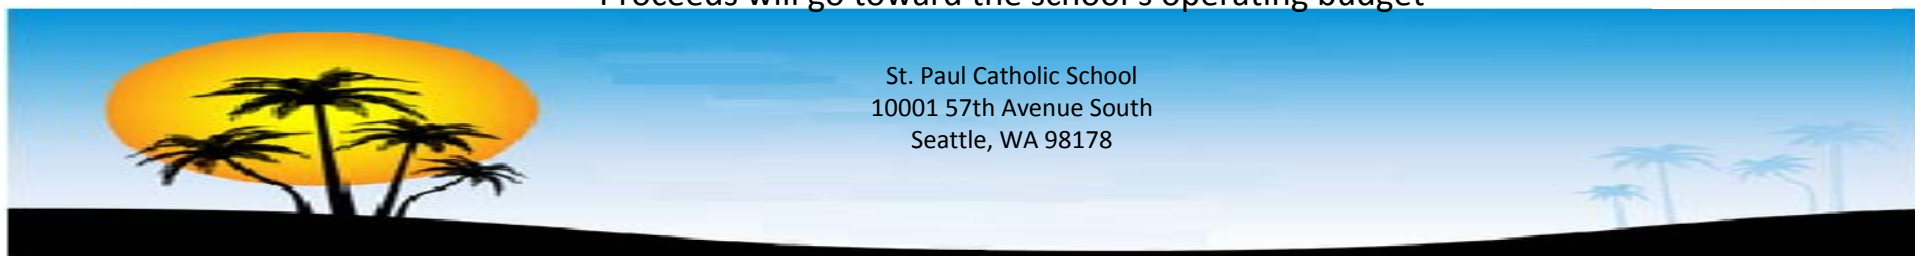 Proceeds will go toward the school's operating budget
St. Paul Catholic School
10001 57th Avenue South
Seattle, WA 98178